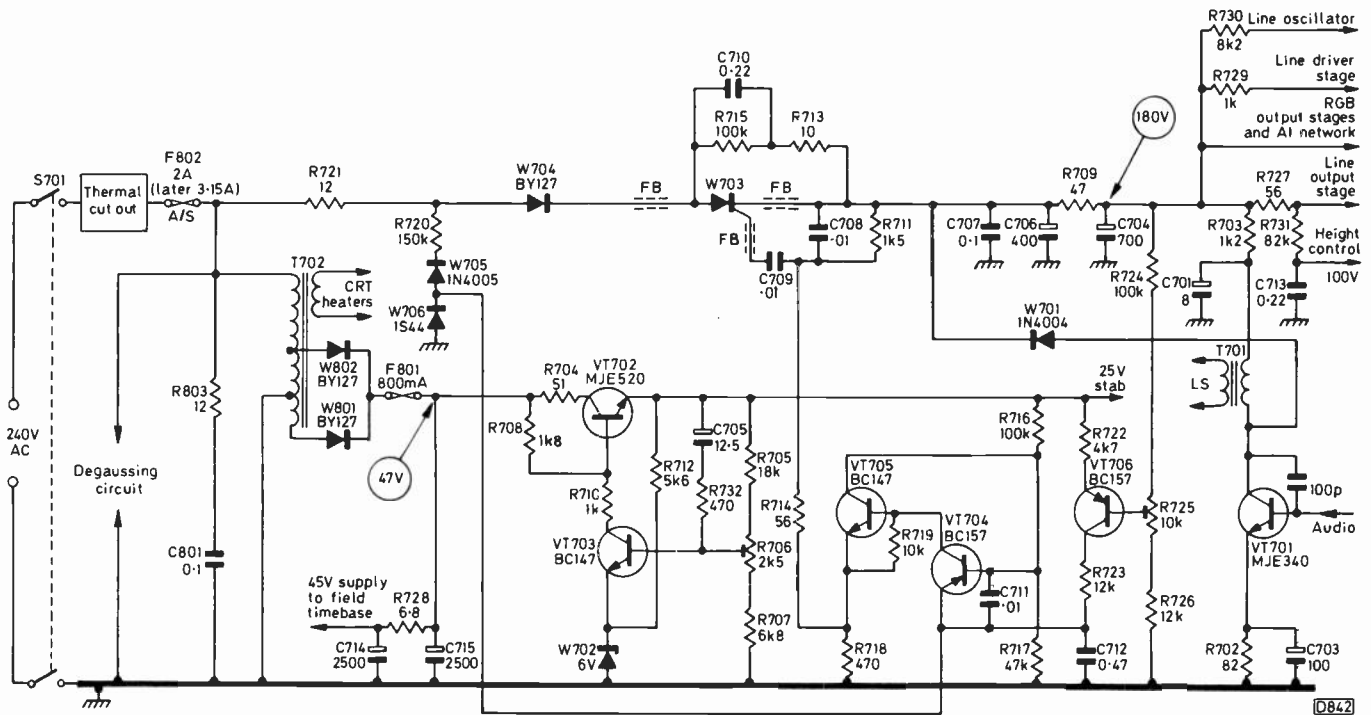 R730
8k2
Line oscillator
C710
0·22
Line driver
stage
R729
1k
R715
100k
R713
10
180V
RGB
output stages
and A1 network
F802
2A
(later 3·15A)
A/S
S701
Thermal
cut out
R721
12
W704
BY127
FB
W703
FB
R709
47
R727
56
Line output
stage
R720
150k
FB
C708
·01
R711
1k5
C707
0·1
C706
400
C704
700
R703
1k2
R731
82k
Height
control
100V
C709
·01
T702
CRT
heaters
W705
1N4005
R724
100k
C701
8
C713
0·22
W706
1S44
W701
1N4004
T701
LS
W802
BY127
F801
800mA
R704
51
VT702
MJE520
25V
stab
R803
12
W801
BY127
240V
AC
R708
1k8
C705
12·5
R716
100k
R722
4k7
Degaussing
circuit
47V
R712
5k6
R705
18k
VT705
BC147
VT706
BC157
100p
R710
1k
R732
470
R714
56
VT704
BC157
R725
10k
Audio
VT703
BC147
R706
2k5
R719
10k
VT701
MJE340
C801
0·1
45V supply
to field
timebase
R728
6·8
C711
·01
R723
12k
R726
12k
R707
6k8
C714
2500
C715
2500
W702
6V
R718
470
R717
47k
C712
0·47
R702
82
C703
100
D842